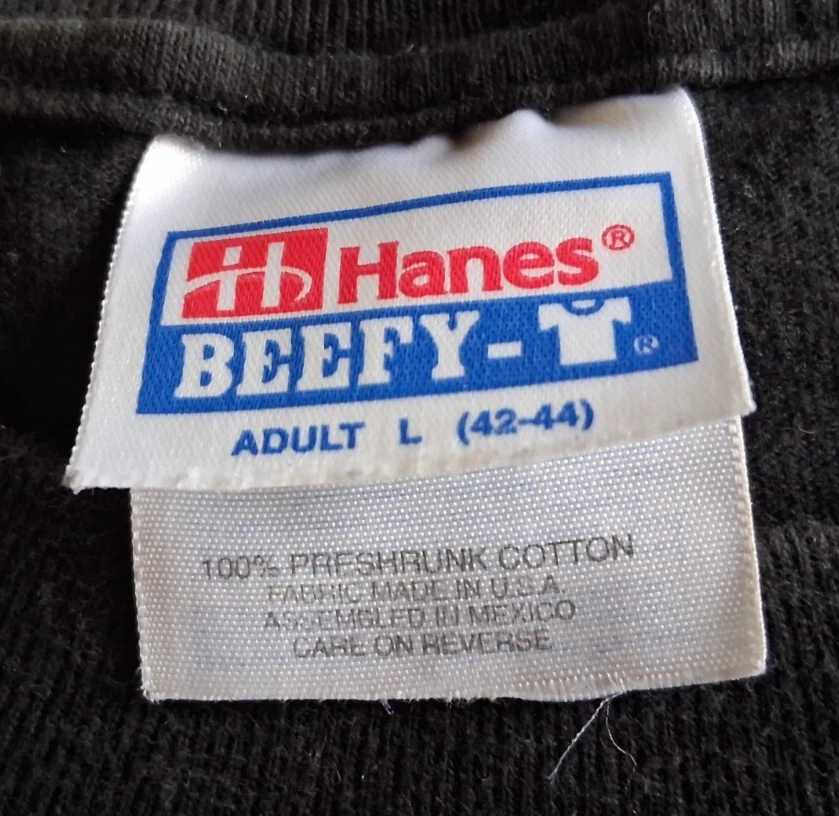 H Hanes®
BEEFY-®
ADULT L (42-44)
100% PRESHRUNK COTTON
FABRIC MADE IN U.S.A.
ASSEMBLED IN MEXICO
CARE ON REVERSE